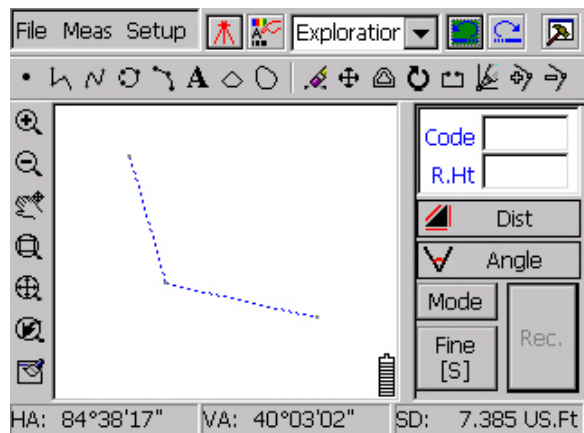 File Meas Setup Exploration
A
Code
R.Ht
Dist
Angle
Mode
Fine
[S]
Rec.
HA: 84°38'17" VA: 40°03'02" SD: 7.385 US.Ft